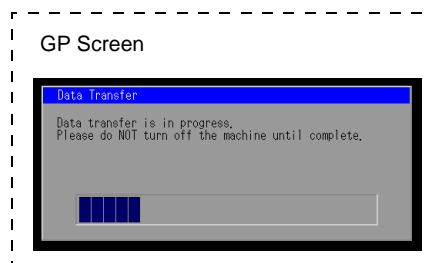 GP Screen
Data Transfer
Data transfer is in progress.
Please do NOT turn off the machine until complete.